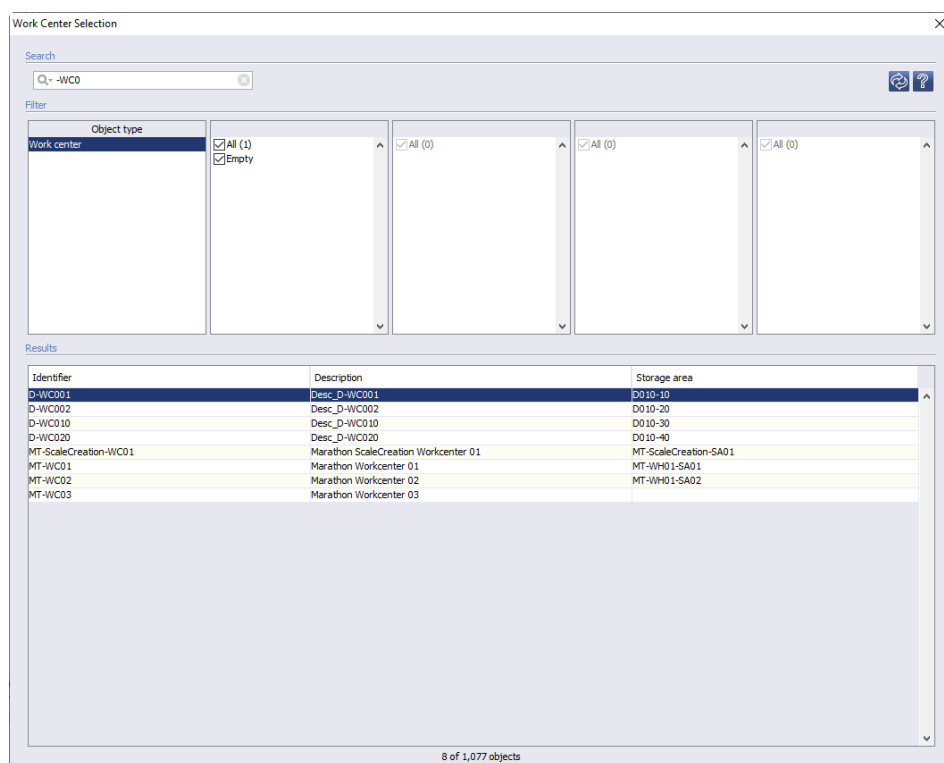 Work Center Selection
Search
-WC0
Filter
Object type
Work center
All (1)
Empty
All (0)
All (0)
All (0)
Results
Identifier Description Storage area
D-WC001 Desc_D-WC001 D010-10
D-WC002 Desc_D-WC002 D010-20
D-WC010 Desc_D-WC010 D010-30
D-WC020 Desc_D-WC020 D010-40
MT-ScaleCreation-WC01 Marathon ScaleCreation Workcenter 01 MT-ScaleCreation-SA01
MT-WC01 Marathon Workcenter 01 MT-WH01-SA01
MT-WC02 Marathon Workcenter 02 MT-WH01-SA02
MT-WC03 Marathon Workcenter 03
8 of 1,077 objects